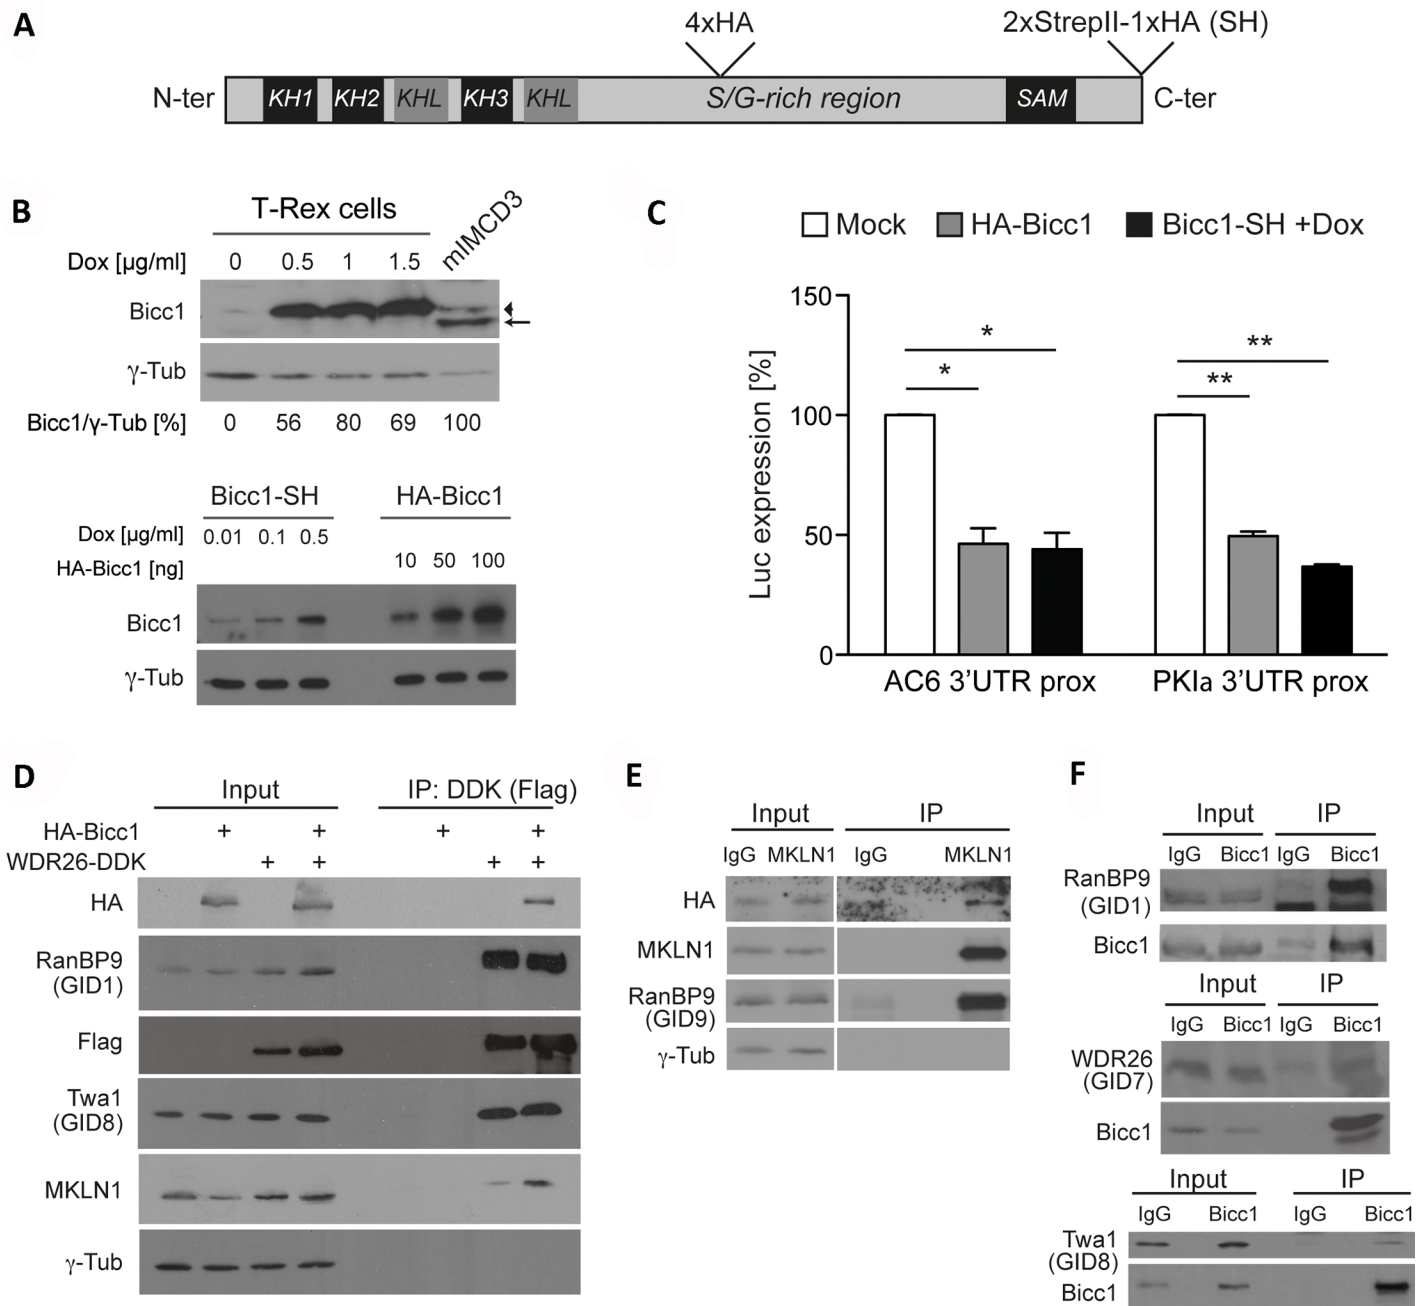 A
4xHA
2xStrepII-1xHA (SH)
N-ter
KH1
KH2
KHL
KH3
KHL
S/G-rich region
SAM
C-ter
B
T-Rex cells
mIMCD3
Dox [µg/ml]
0
0.5
1
1.5
Bicc1
γ-Tub
Bicc1/γ-Tub [%]
0
56
80
69
100
Bicc1-SH
HA-Bicc1
Dox [µg/ml]
0.01
0.1
0.5
HA-Bicc1 [ng]
10
50
100
Bicc1
γ-Tub
C
Mock
HA-Bicc1
Bicc1-SH +Dox
Luc expression [%]
150
100
50
0
*
*
**
**
AC6 3’UTR prox
PKIa 3’UTR prox
D
Input
IP: DDK (Flag)
HA-Bicc1
+
+
+
+
WDR26-DDK
+
+
+
+
HA
RanBP9
(GID1)
Flag
Twa1
(GID8)
MKLN1
γ-Tub
E
Input
IP
IgG
MKLN1
IgG
MKLN1
HA
MKLN1
RanBP9
(GID9)
γ-Tub
F
Input
IP
IgG
Bicc1
IgG
Bicc1
RanBP9
(GID1)
Bicc1
Input
IP
IgG
Bicc1
IgG
Bicc1
WDR26
(GID7)
Bicc1
Input
IP
IgG
Bicc1
IgG
Bicc1
Twa1
(GID8)
Bicc1